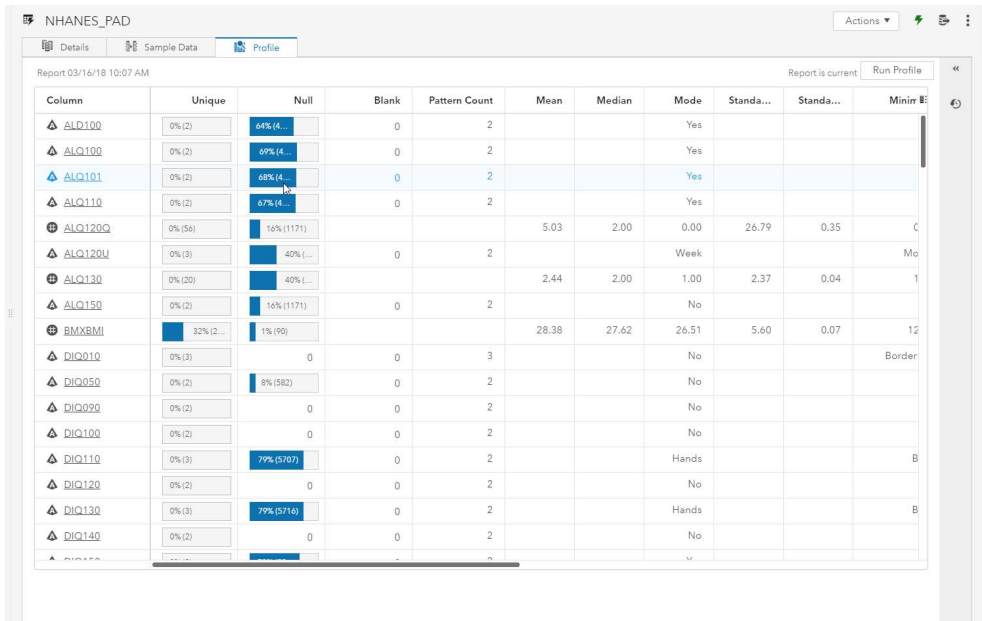 NHANES_PAD Actions ▼
Details Sample Data Profile
Report 03/16/18 10:07 AM Report is current Run Profile
Column Unique Null Blank Pattern Count Mean Median Mode Standa... Standa... Minim
ALD100 0% (2) 64% (4... 0 2 Yes
ALQ100 0% (2) 69% (4... 0 2 Yes
ALQ101 0% (2) 68% (4... 0 2 Yes
ALQ110 0% (2) 67% (4... 0 2 Yes
ALQ120Q 0% (56) 16% (1171) 5.03 2.00 0.00 26.79 0.35
ALQ120U 0% (3) 40% (... 0 2 Week Mo
ALQ130 0% (20) 40% (... 2.44 2.00 1.00 2.37 0.04 1
ALQ150 0% (2) 16% (1171) 0 2 No
BMXBMI 32% (2... 1% (90) 28.38 27.62 26.51 5.60 0.07 12
DIQ010 0% (3) 0 0 3 No Border
DIQ050 0% (2) 8% (582) 0 2 No
DIQ090 0% (2) 0 0 2 No
DIQ100 0% (2) 0 0 2 No
DIQ110 0% (3) 79% (5707) 0 2 Hands B
DIQ120 0% (2) 0 0 2 No
DIQ130 0% (3) 79% (5716) 0 2 Hands B
DIQ140 0% (2) 0 0 2 No